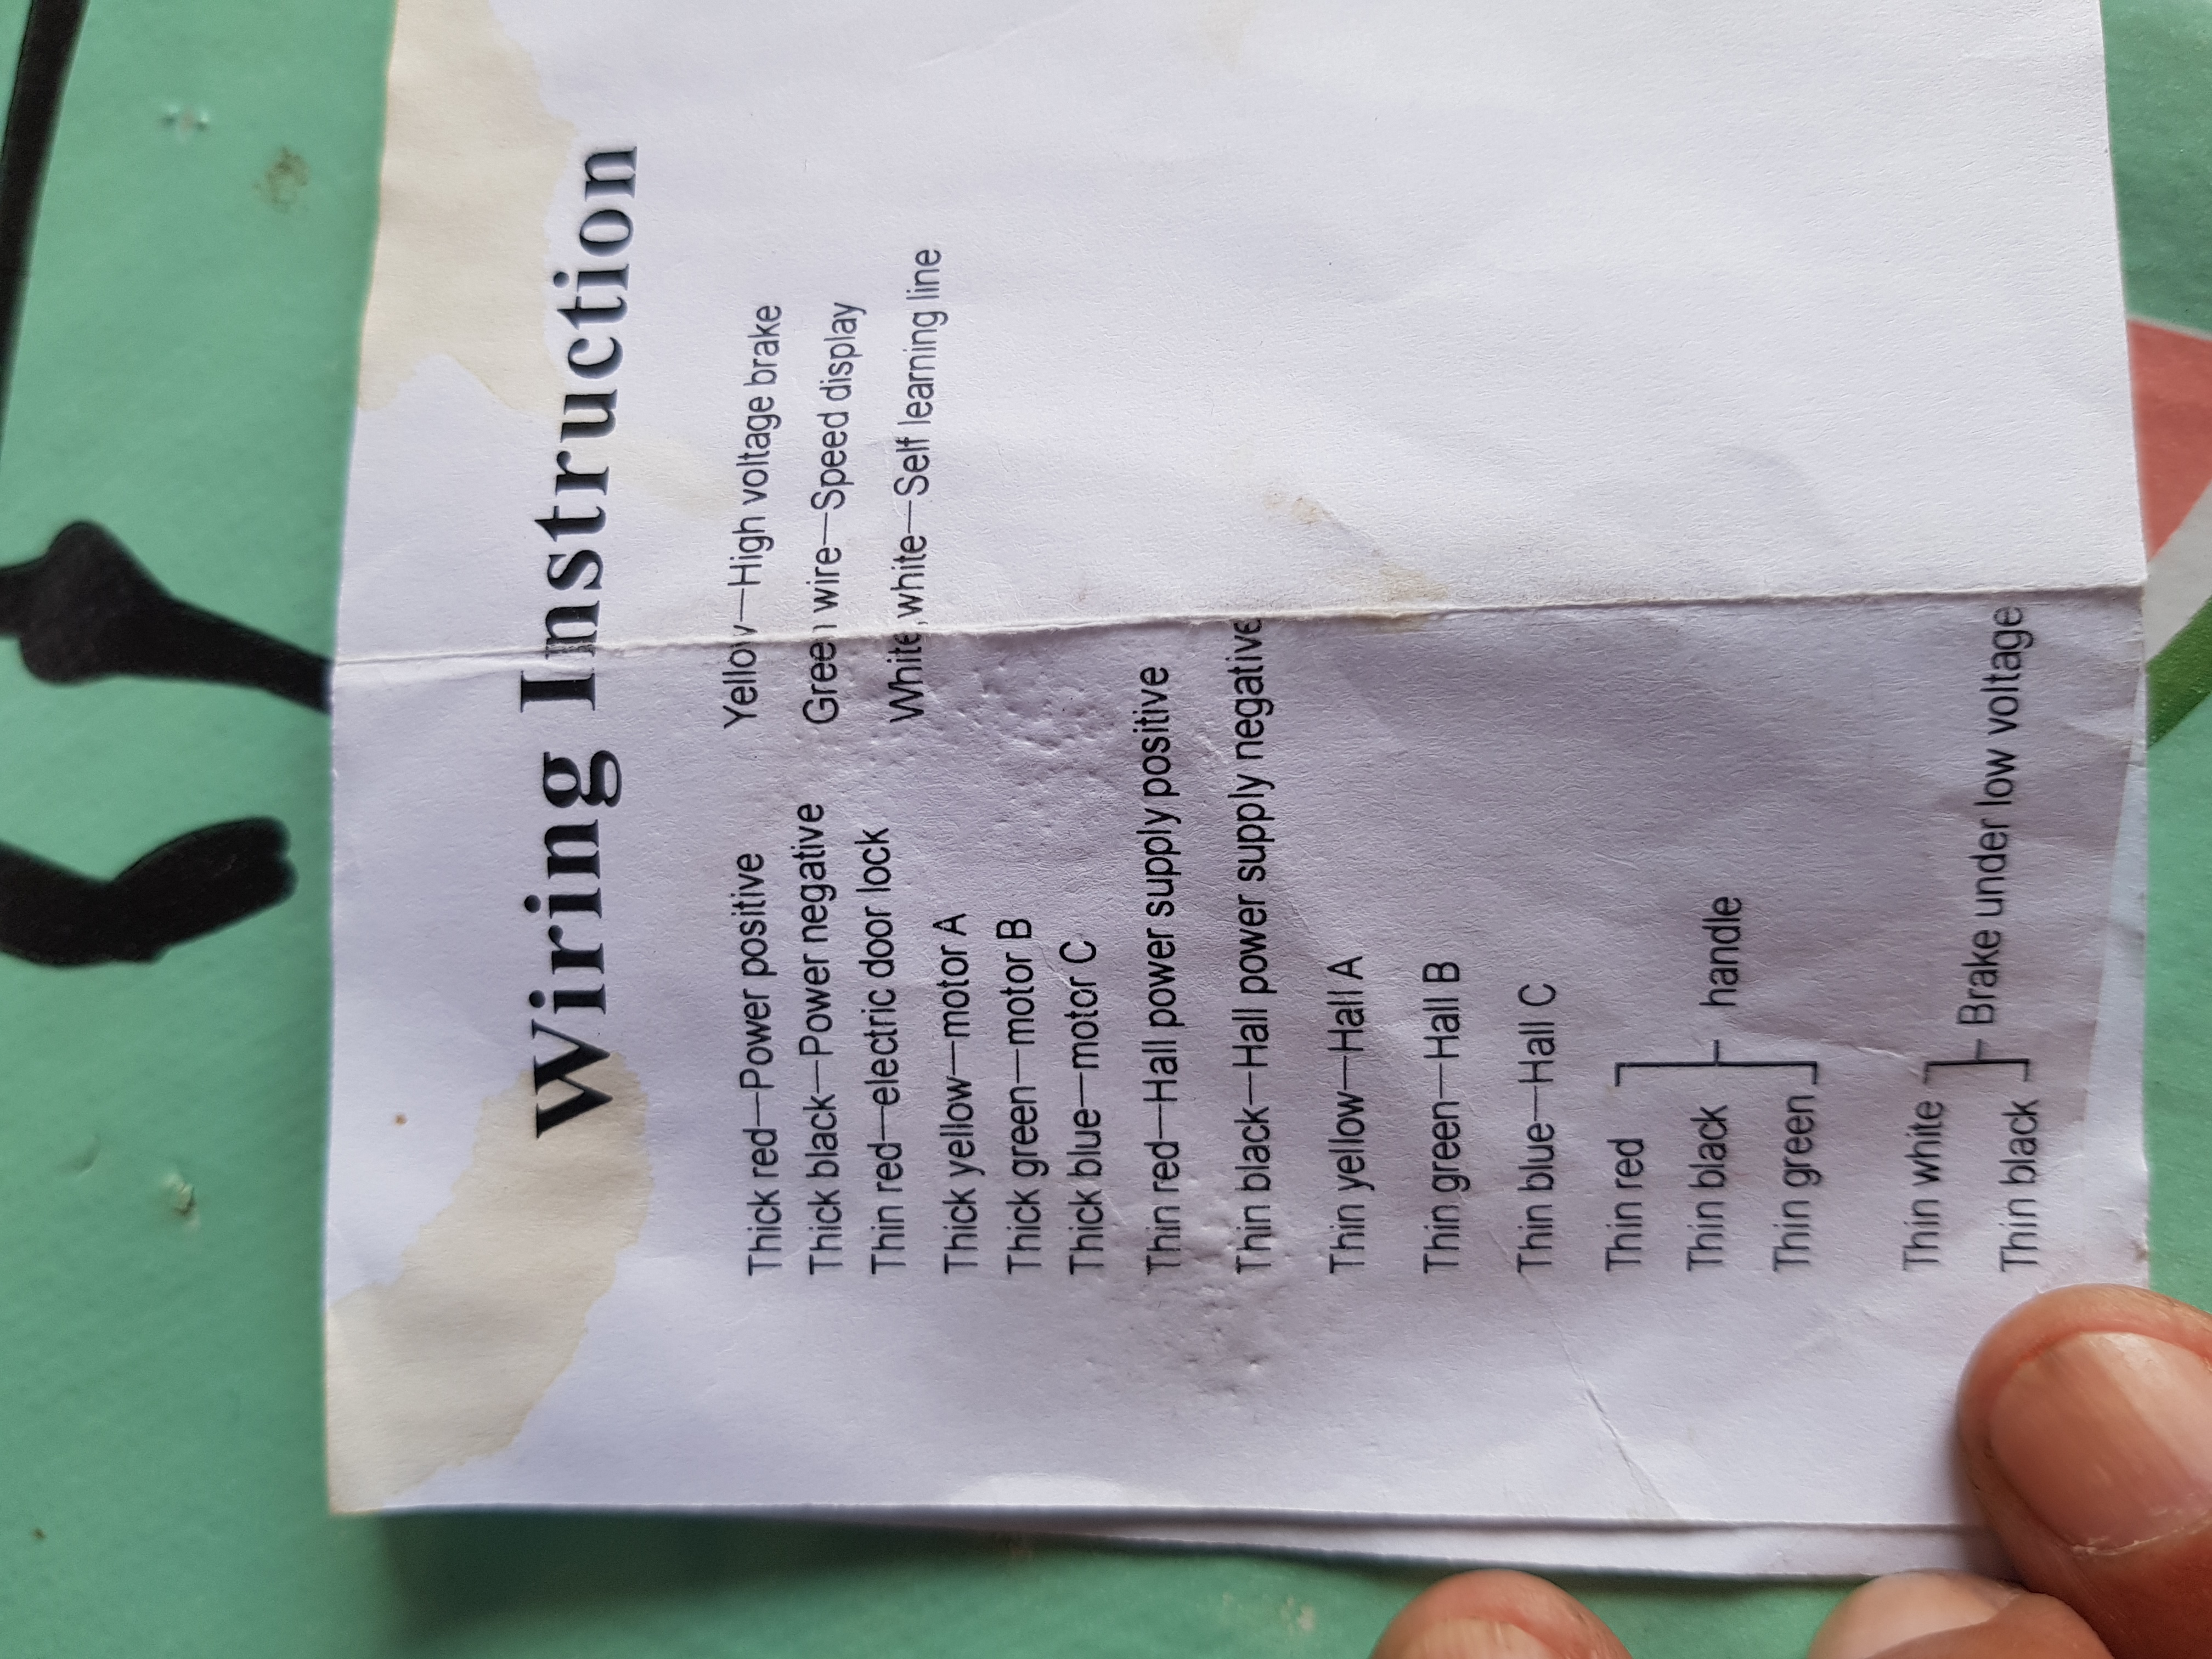 Wiring Instruction
Thick red—Power positive
Thick black—Power negative
Thin red—electric door lock
Thick yellow—motor A
Thick green—motor B
Thick blue—motor C
Thin red—Hall power supply positive
Thin black—Hall power supply negative
Thin yellow—Hall A
Thin green—Hall B
Thin blue—Hall C
Thin red
Thin black
handle
Thin green
Thin white
Brake under low voltage
Thin black
Yellow—High voltage brake
Green wire—Speed display
White,white—Self learning line